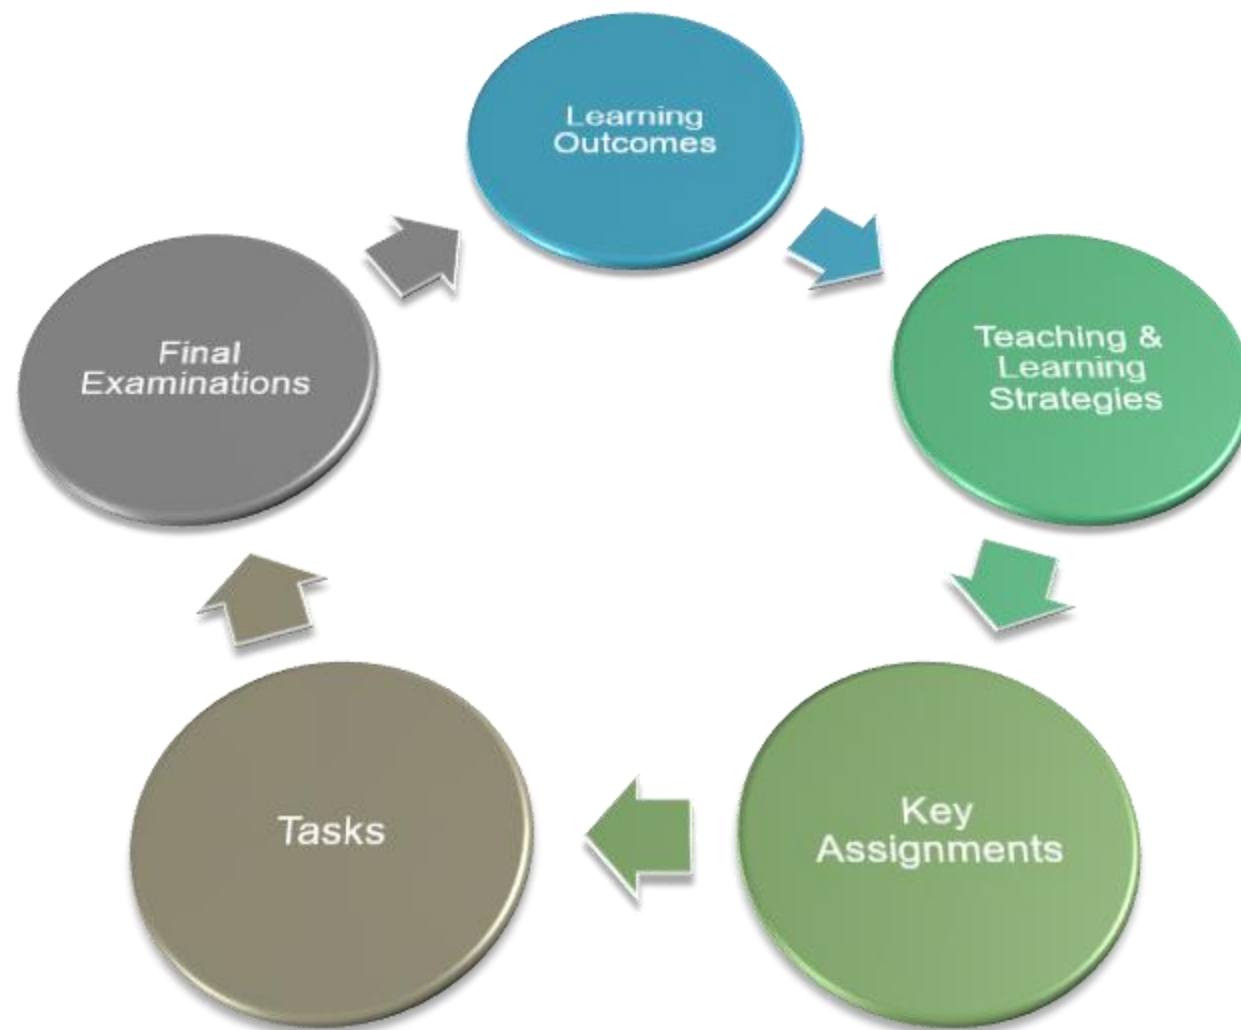 Learning
Outcomes
Teaching &
Learning
Strategies
Key
Assignments
Tasks
Final
Examinations